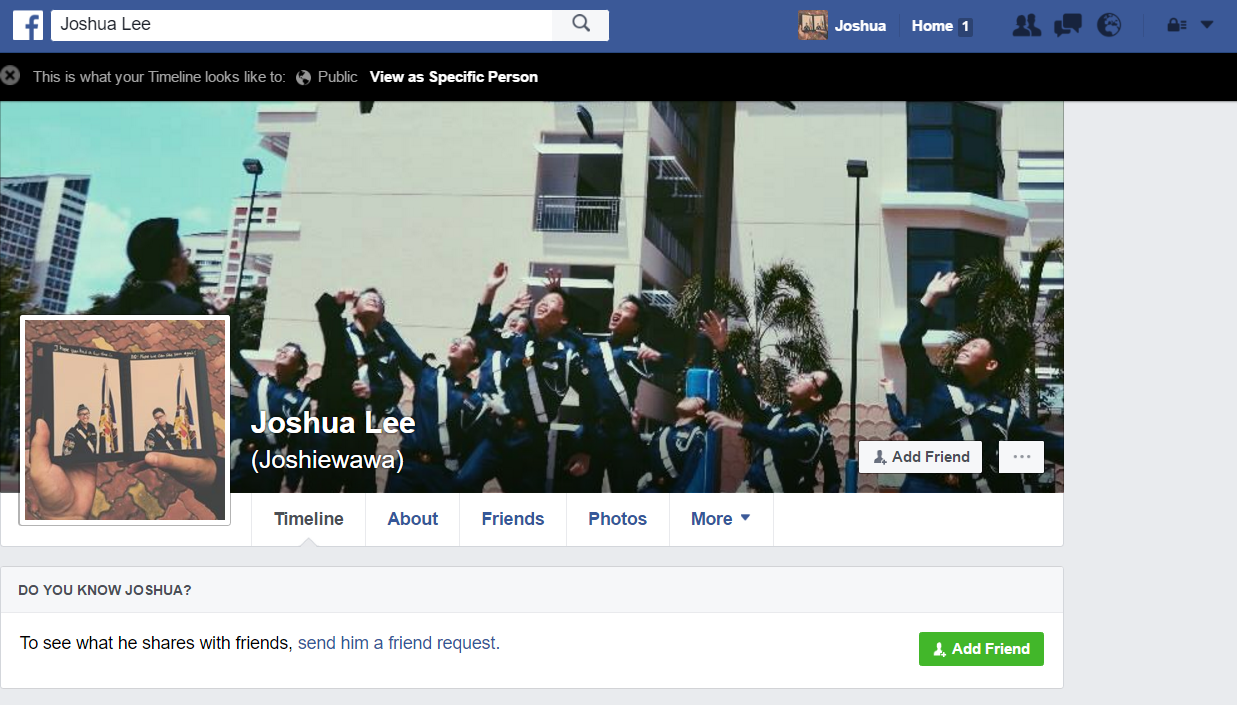 Joshua Lee
Joshua
Home 1
This is what your Timeline looks like to: Public View as Specific Person
Joshua Lee
(Joshiewawa)
Add Friend
Timeline
About
Friends
Photos
More
DO YOU KNOW JOSHUA?
To see what he shares with friends, send him a friend request.
Add Friend